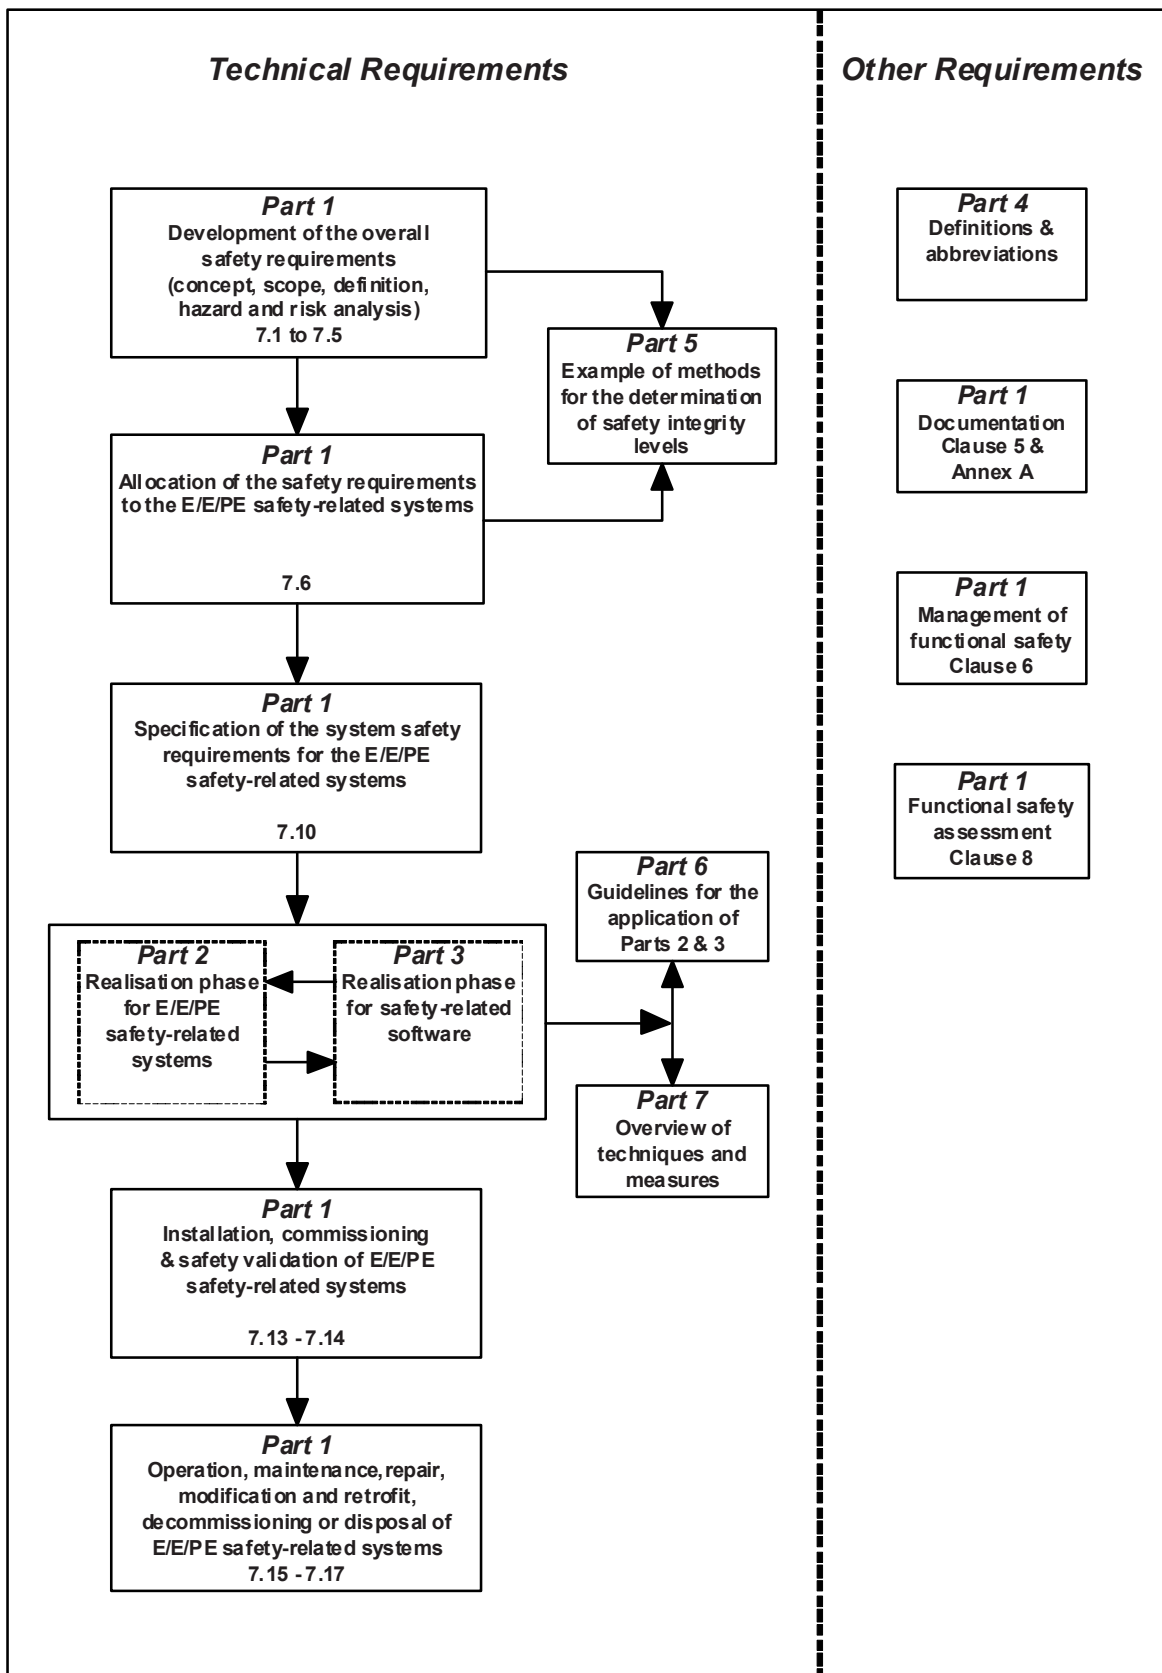 Technical Requirements
Other Requirements
Part 1
Development of the overall
safety requirements
(concept, scope, definition,
hazard and risk analysis)
7.1 to 7.5
Part 5
Example of methods
for the determination
of safety integrity
levels
Part 1
Allocation of the safety requirements
to the E/E/PE safety-related systems
7.6
Part 1
Specification of the system safety
requirements for the E/E/PE
safety-related systems
7.10
Part 6
Guidelines for the
application of
Parts 2 & 3
Part 2
Realisation phase
for E/E/PE
safety-related
systems
Part 3
Realisation phase
for safety-related
software
Part 7
Overview of
techniques and
measures
Part 1
Installation, commissioning
& safety validation of E/E/PE
safety-related systems
7.13 - 7.14
Part 1
Operation, maintenance, repair,
modification and retrofit,
decommissioning or disposal of
E/E/PE safety-related systems
7.15 - 7.17
Part 4
Definitions &
abbreviations
Part 1
Documentation
Clause 5 &
Annex A
Part 1
Management of
functional safety
Clause 6
Part 1
Functional safety
assessment
Clause 8